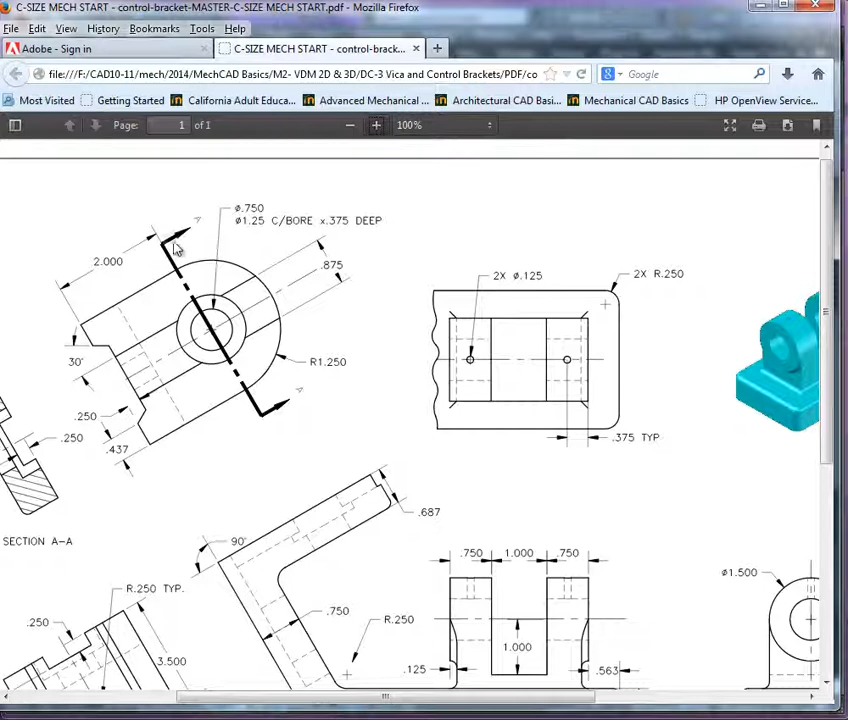 C-SIZE MECH START - control-bracket-MASTER-C-SIZE MECH START.pdf - Mozilla Firefox
File Edit View History Bookmarks Tools Help
Adobe - Sign in
C-SIZE MECH START - control-brack...
file:///F:/CAD10-11/mech/2014/MechCAD Basics/M2- VDM 2D & 3D/DC-3 Vica and Control Brackets/PDF/co
Google
Most Visited Getting Started California Adult Educa... Advanced Mechanical ... Architectural CAD Basi... Mechanical CAD Basics HP OpenView Service...
Page: 1 of 1
100%
Ø.750
Ø1.25 C/BORE x.375 DEEP
A
2.000
.875
2X Ø.125
2X R.250
30°
R1.250
A
.250
.250
.437
.375 TYP
.687
SECTION A-A
90°
.750 1.000 .750
Ø1.500
R.250 TYP.
.250
.750
R.250
3.500
1.000
.125
.563